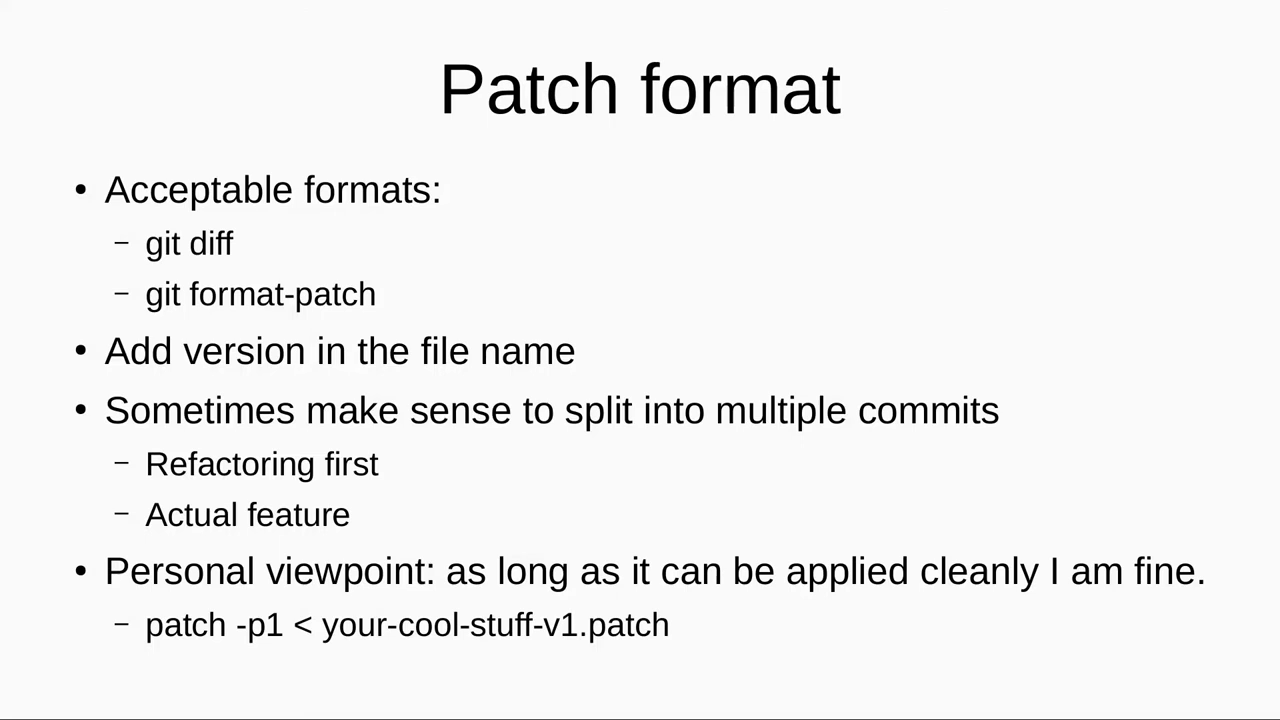 Patch format
• Acceptable formats:
– git diff
– git format-patch
• Add version in the file name
• Sometimes make sense to split into multiple commits
– Refactoring first
– Actual feature
• Personal viewpoint: as long as it can be applied cleanly I am fine.
– patch -p1 < your-cool-stuff-v1.patch